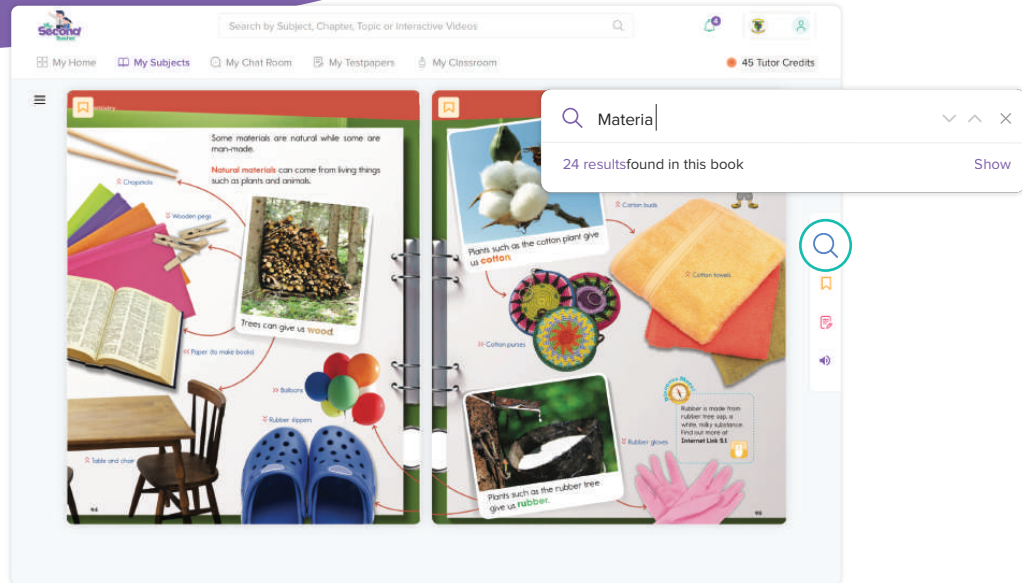 Second
Teacher
Search by Subject, Chapter, Topic or Interactive Videos
4
My Home
My Subjects
My Chat Room
My Testpapers
My Classroom
45 Tutor Credits
Materia
24 resultsfound in this book
Show
Some materials are natural while some are
man-made.
Natural materials can come from living things
such as plants and animals.
Chopsticks
Wooden pegs
Trees can give us wood.
Paper (to make books)
Balloons
Rubber slippers
Table and chair
94
Plants such as the cotton plant give
us cotton.
Cotton buds
Cotton towels
Cotton purses
Rubber is made from
rubber tree sap, a
white, milky substance.
Find out more at
Internet Link 5.1.
Rubber gloves
Plants such as the rubber tree
give us rubber.
95